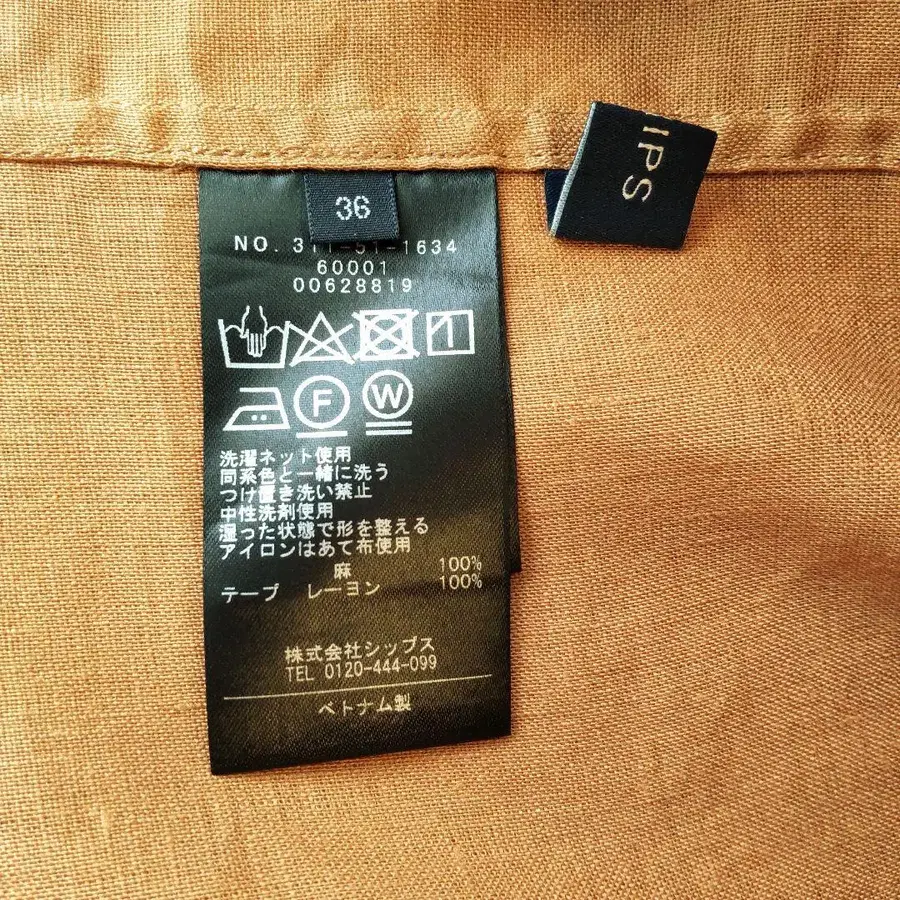 36
IPS
NO. 311-51-1634
60001
00628819
F W
洗濯ネット使用
同系色と一緒に洗う
つけ置き洗い禁止
中性洗剤使用
湿った状態で形を整える
アイロンはあて布使用
麻 100%
テープ レーヨン 100%
株式会社シップス
TEL 0120-444-099
ベトナム製